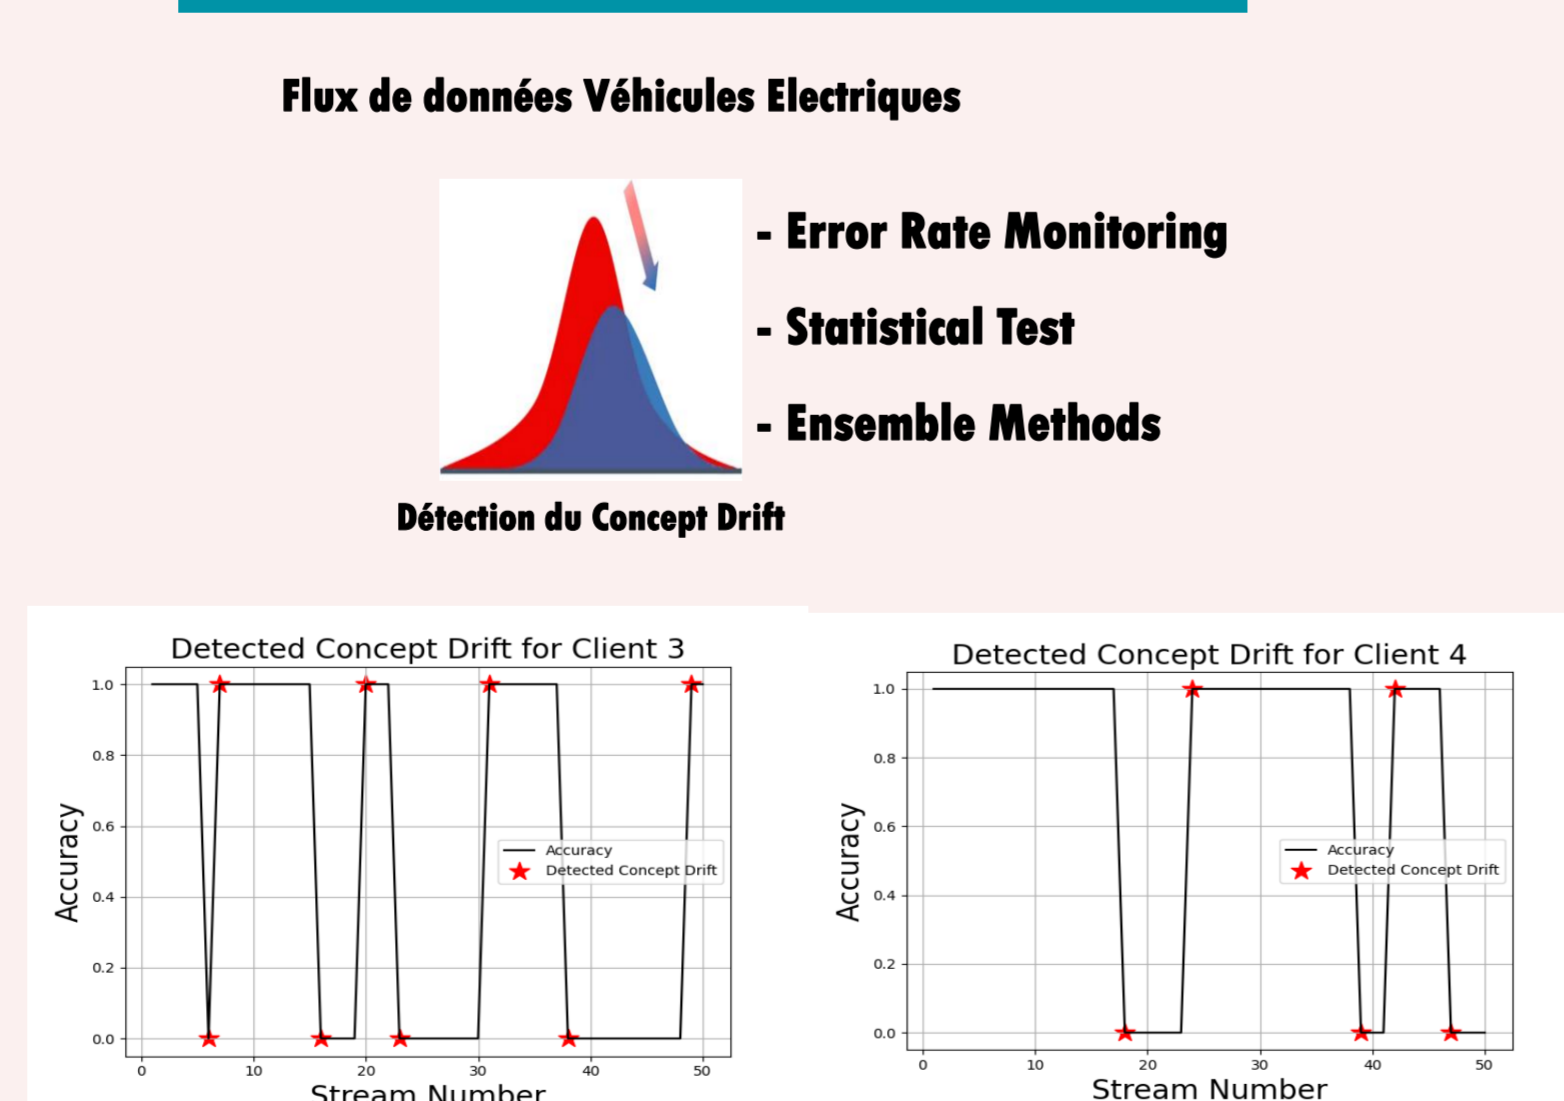 Flux de données Véhicules Electriques
- Error Rate Monitoring
- Statistical Test
- Ensemble Methods
Détection du Concept Drift
Detected Concept Drift for Client 3
1.0
0.8
0.6
0.4
0.2
0.0
Accuracy
Accuracy
Detected Concept Drift
0 10 20 30 40 50
Stream Number
Detected Concept Drift for Client 4
1.0
0.8
0.6
0.4
0.2
0.0
Accuracy
Accuracy
Detected Concept Drift
0 10 20 30 40 50
Stream Number